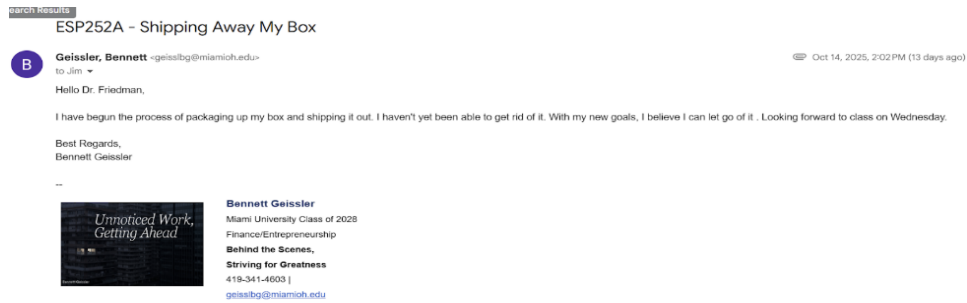 earch Results
ESP252A - Shipping Away My Box
B
Geissler, Bennett <geisslbg@miamioh.edu>
Oct 14, 2025, 2:02 PM (13 days ago)
to Jim
Hello Dr. Friedman,
I have begun the process of packaging up my box and shipping it out. I haven't yet been able to get rid of it. With my new goals, I believe I can let go of it . Looking forward to class on Wednesday.
Best Regards,
Bennett Geissler
--
Unnoticed Work,
Getting Ahead
Bennett Geissler
Miami University Class of 2028
Finance/Entrepreneurship
Behind the Scenes,
Striving for Greatness
419-341-4603 |
geisslbg@miamioh.edu